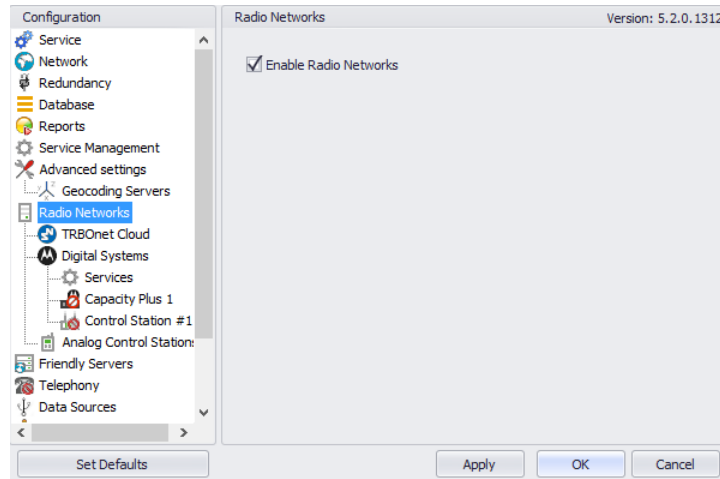 Configuration
Service
Network
Redundancy
Database
Reports
Service Management
Advanced settings
Geocoding Servers
Radio Networks
TRBOnet Cloud
Digital Systems
Services
Capacity Plus 1
Control Station #1
Analog Control Station
Friendly Servers
Telephony
Data Sources
Set Defaults
Radio Networks Version: 5.2.0.1312
Enable Radio Networks
Apply OK Cancel